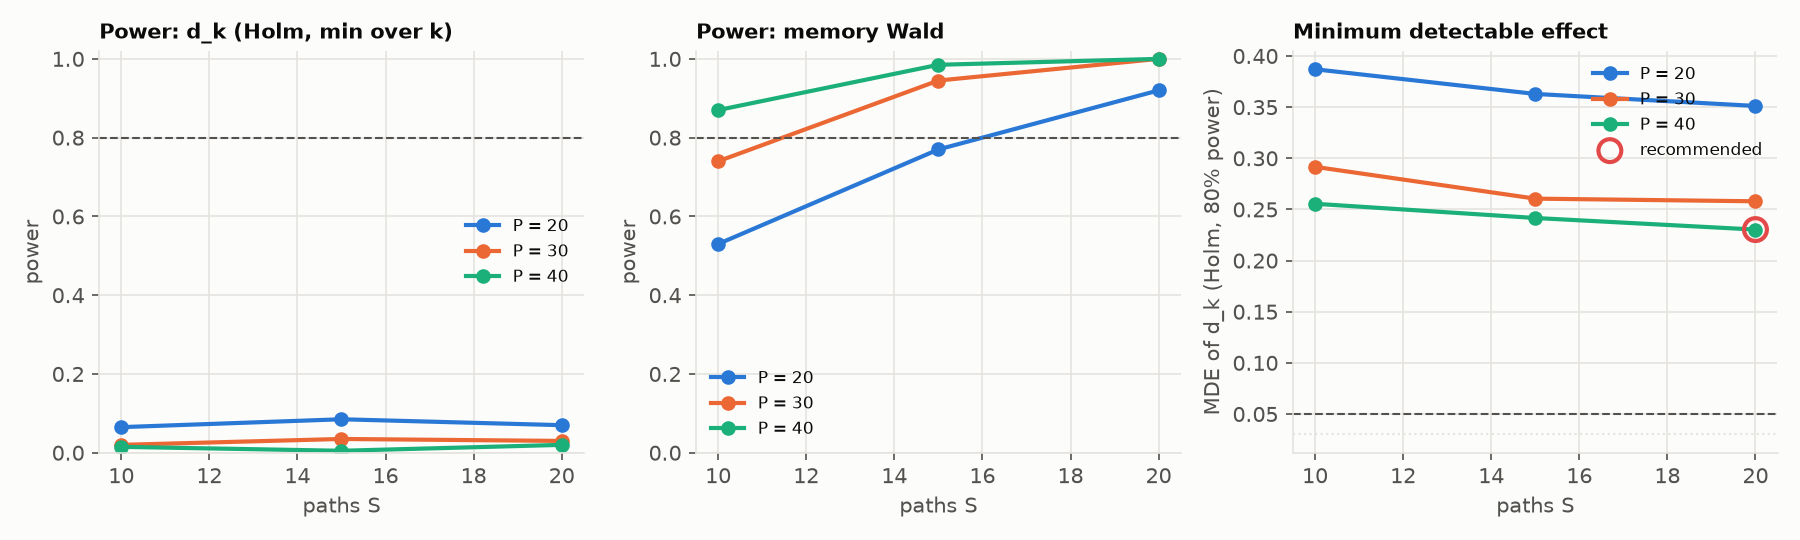 Power: d_k (Holm, min over k)
power
1.0
0.8
0.6
0.4
0.2
0.0
P = 20
P = 30
P = 40
10 12 14 16 18 20
paths S
Power: memory Wald
power
1.0
0.8
0.6
0.4
0.2
0.0
P = 20
P = 30
P = 40
10 12 14 16 18 20
paths S
Minimum detectable effect
MDE of d_k (Holm, 80% power)
0.40
0.35
0.30
0.25
0.20
0.15
0.10
0.05
P = 20
P = 30
P = 40
recommended
10 12 14 16 18 20
paths S